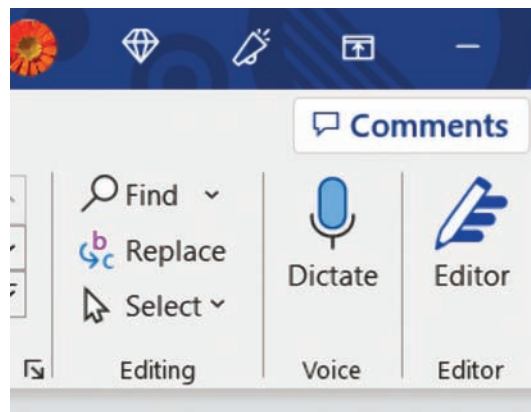 Comments
Find
Replace
Select
Dictate
Editor
Editing
Voice
Editor